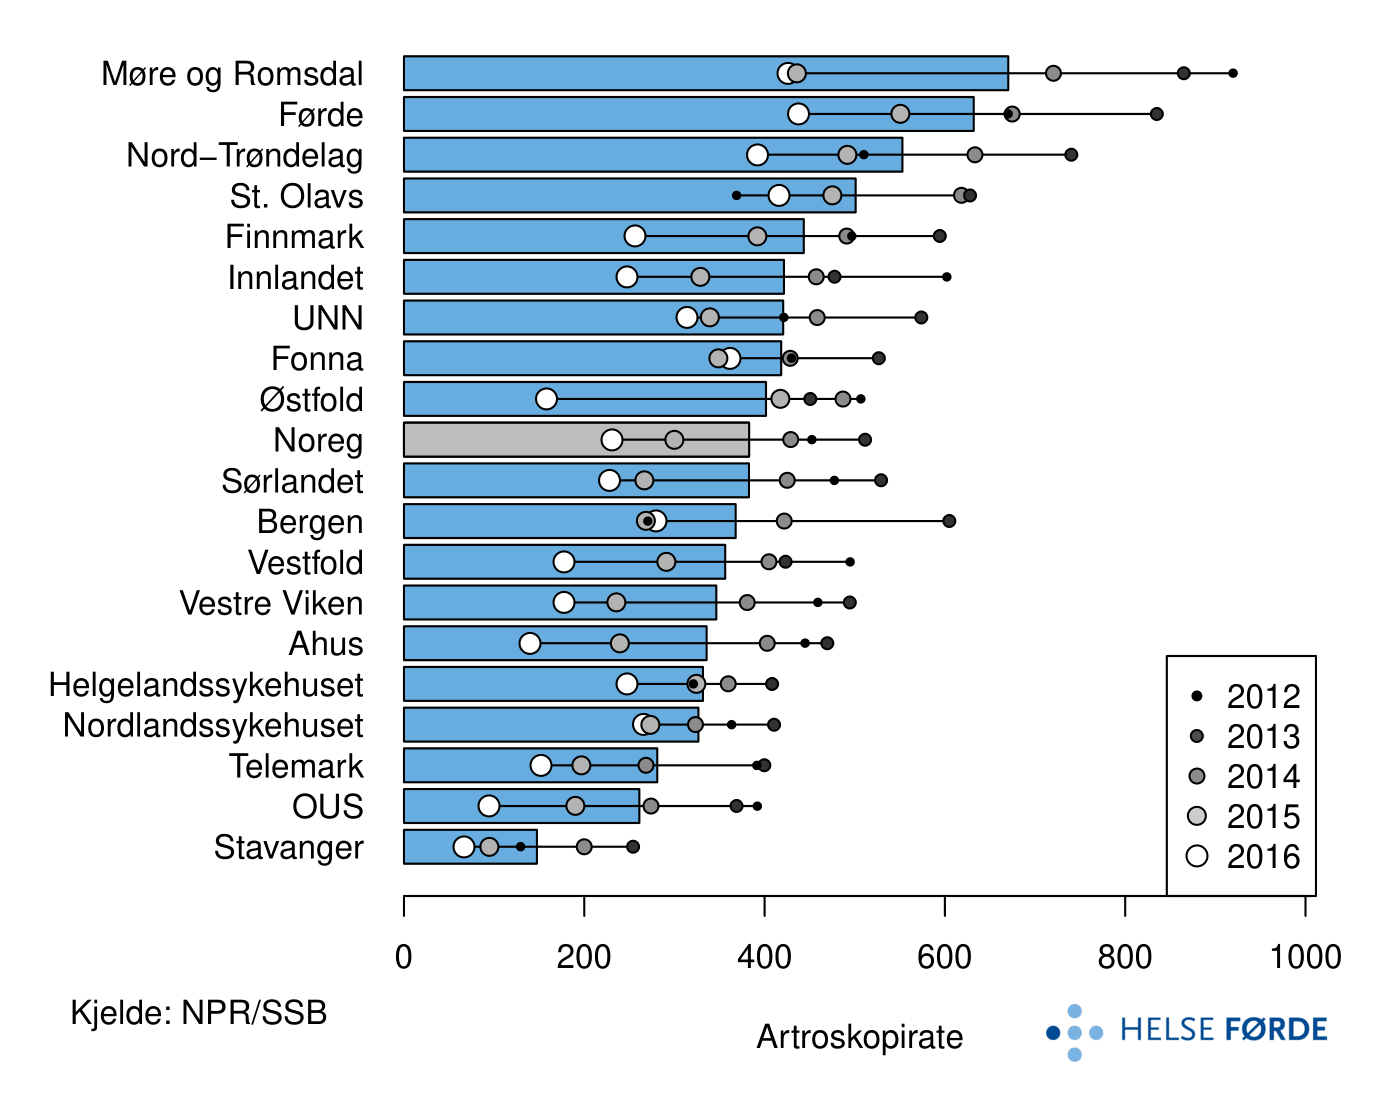 Møre og Romsdal
Førde
Nord−Trøndelag
St. Olavs
Finnmark
Innlandet
UNN
Fonna
Østfold
Noreg
Sørlandet
Bergen
Vestfold
Vestre Viken
Ahus
Helgelandssykehuset
Nordlandssykehuset
Telemark
OUS
Stavanger
2012
2013
2014
2015
2016
0 200 400 600 800 1000
Kjelde: NPR/SSB
Artroskopirate
HELSE FØRDE